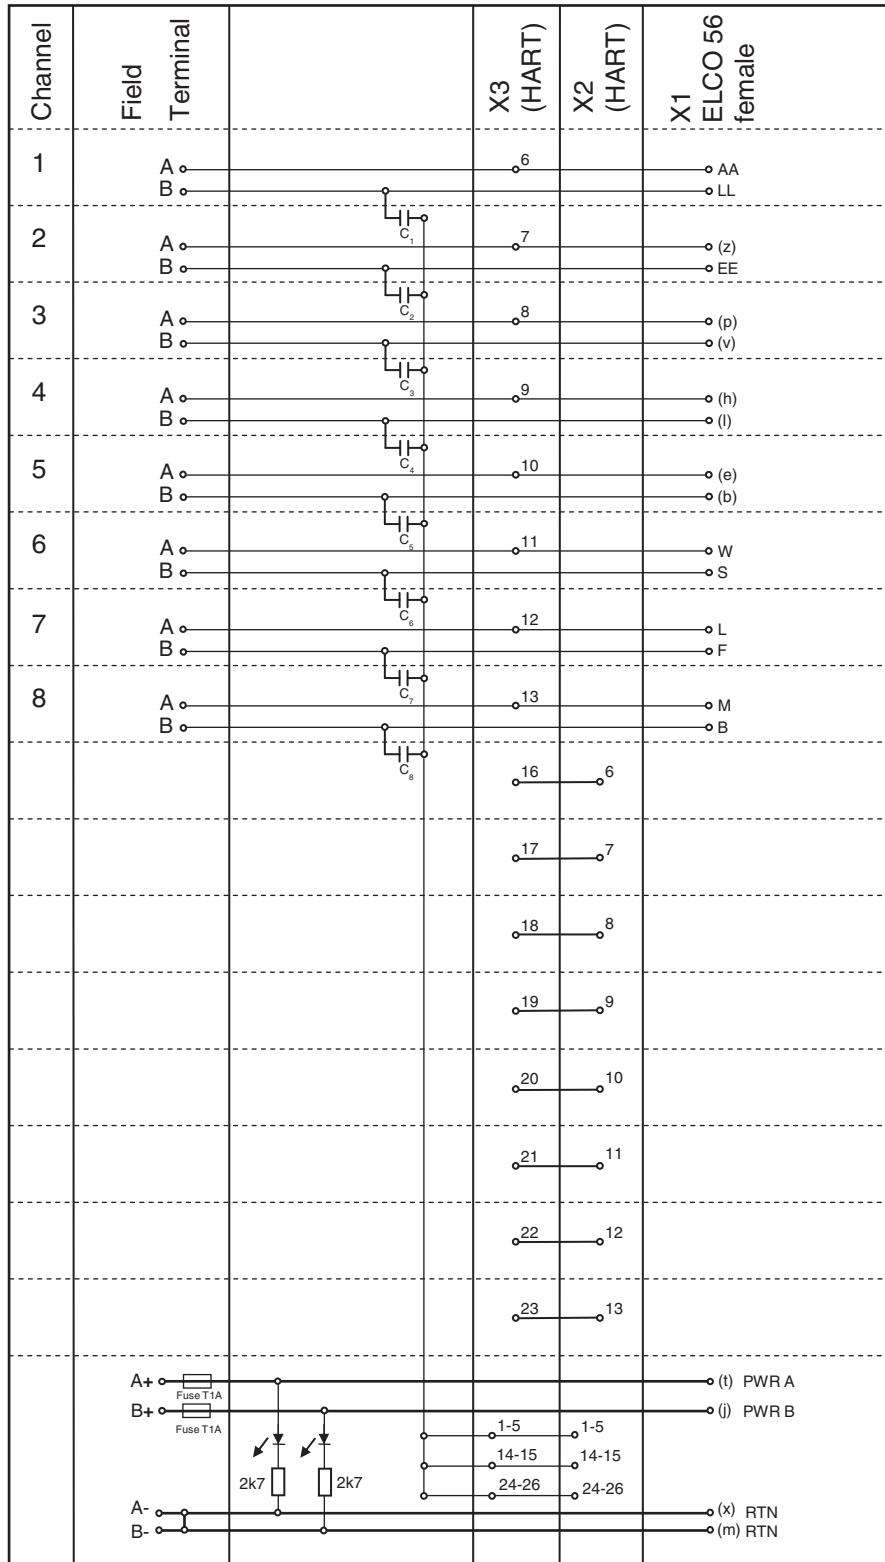 Channel
Field
Terminal
X3
(HART)
X2
(HART)
X1
ELCO 56
female
1
A
6
AA
B
LL
C1
2
A
7
(z)
B
EE
C2
3
A
8
(p)
B
(v)
C3
4
A
9
(h)
B
(l)
C4
5
A
10
(e)
B
(b)
C5
6
A
11
W
B
S
C6
7
A
12
L
B
F
C7
8
A
13
M
B
B
C8
16
6
17
7
18
8
19
9
20
10
21
11
22
12
23
13
A+
Fuse T1A
(t) PWR A
B+
Fuse T1A
(j) PWR B
1-5
1-5
14-15
14-15
2k7
2k7
24-26
24-26
A-
(x) RTN
B-
(m) RTN